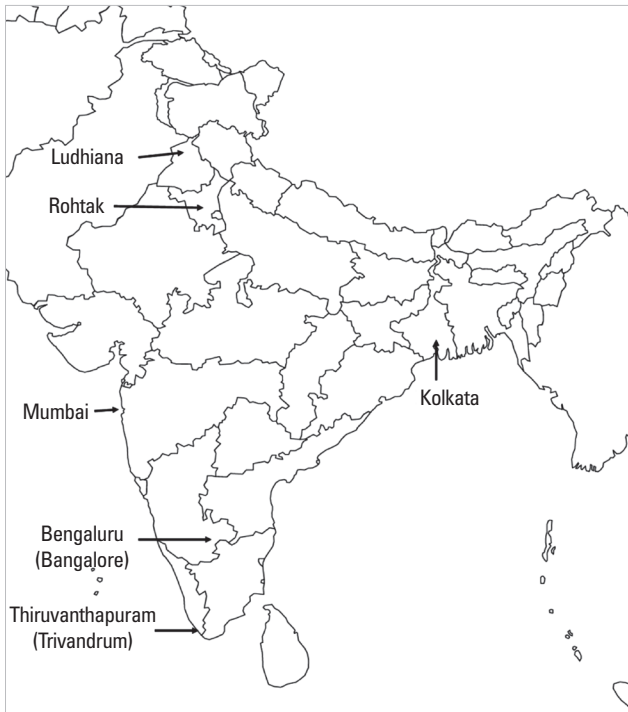 Ludhiana
Rohtak
Mumbai
Kolkata
Bengaluru
(Bangalore)
Thiruvanthapuram
(Trivandrum)